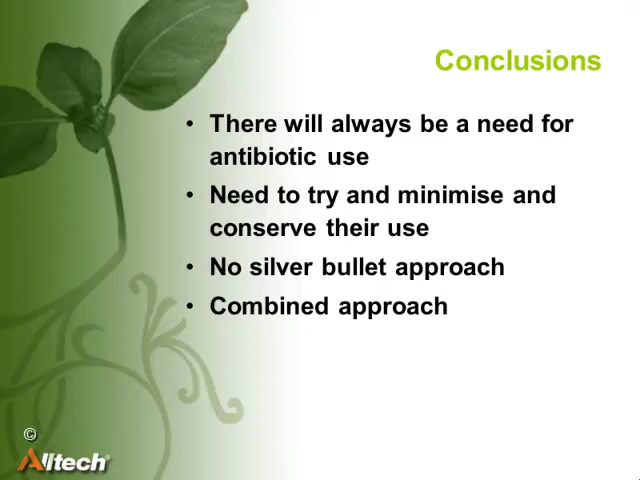 Conclusions
• There will always be a need for
antibiotic use
• Need to try and minimise and
conserve their use
• No silver bullet approach
• Combined approach
©
Alltech®